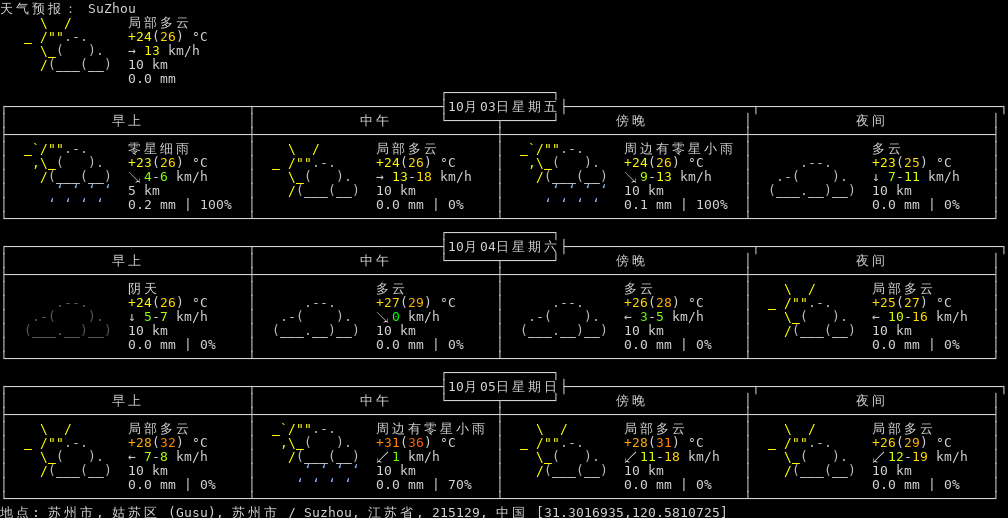 天气预报: SuZhou
局部多云
+24(26) °C
→ 13 km/h
10 km
0.0 mm
10月03日星期五
早上 中午 傍晚 夜间
零星细雨 局部多云 周边有零星小雨 多云
+23(26) °C +24(26) °C +24(26) °C +23(25) °C
↘ 4-6 km/h → 13-18 km/h ↘ 9-13 km/h ↓ 7-11 km/h
5 km 10 km 10 km 10 km
0.2 mm | 100% 0.0 mm | 0% 0.1 mm | 100% 0.0 mm | 0%
10月04日星期六
早上 中午 傍晚 夜间
阴天 多云 多云 局部多云
+24(26) °C +27(29) °C +26(28) °C +25(27) °C
↓ 5-7 km/h ↘ 0 km/h ← 3-5 km/h ← 10-16 km/h
10 km 10 km 10 km 10 km
0.0 mm | 0% 0.0 mm | 0% 0.0 mm | 0% 0.0 mm | 0%
10月05日星期日
早上 中午 傍晚 夜间
局部多云 周边有零星小雨 局部多云 局部多云
+28(32) °C +31(36) °C +28(31) °C +26(29) °C
← 7-8 km/h ↙ 1 km/h ↙ 11-18 km/h ↙ 12-19 km/h
10 km 10 km 10 km 10 km
0.0 mm | 0% 0.0 mm | 70% 0.0 mm | 0% 0.0 mm | 0%
地点: 苏州市, 姑苏区 (Gusu), 苏州市 / Suzhou, 江苏省, 215129, 中国 [31.3016935,120.5810725]